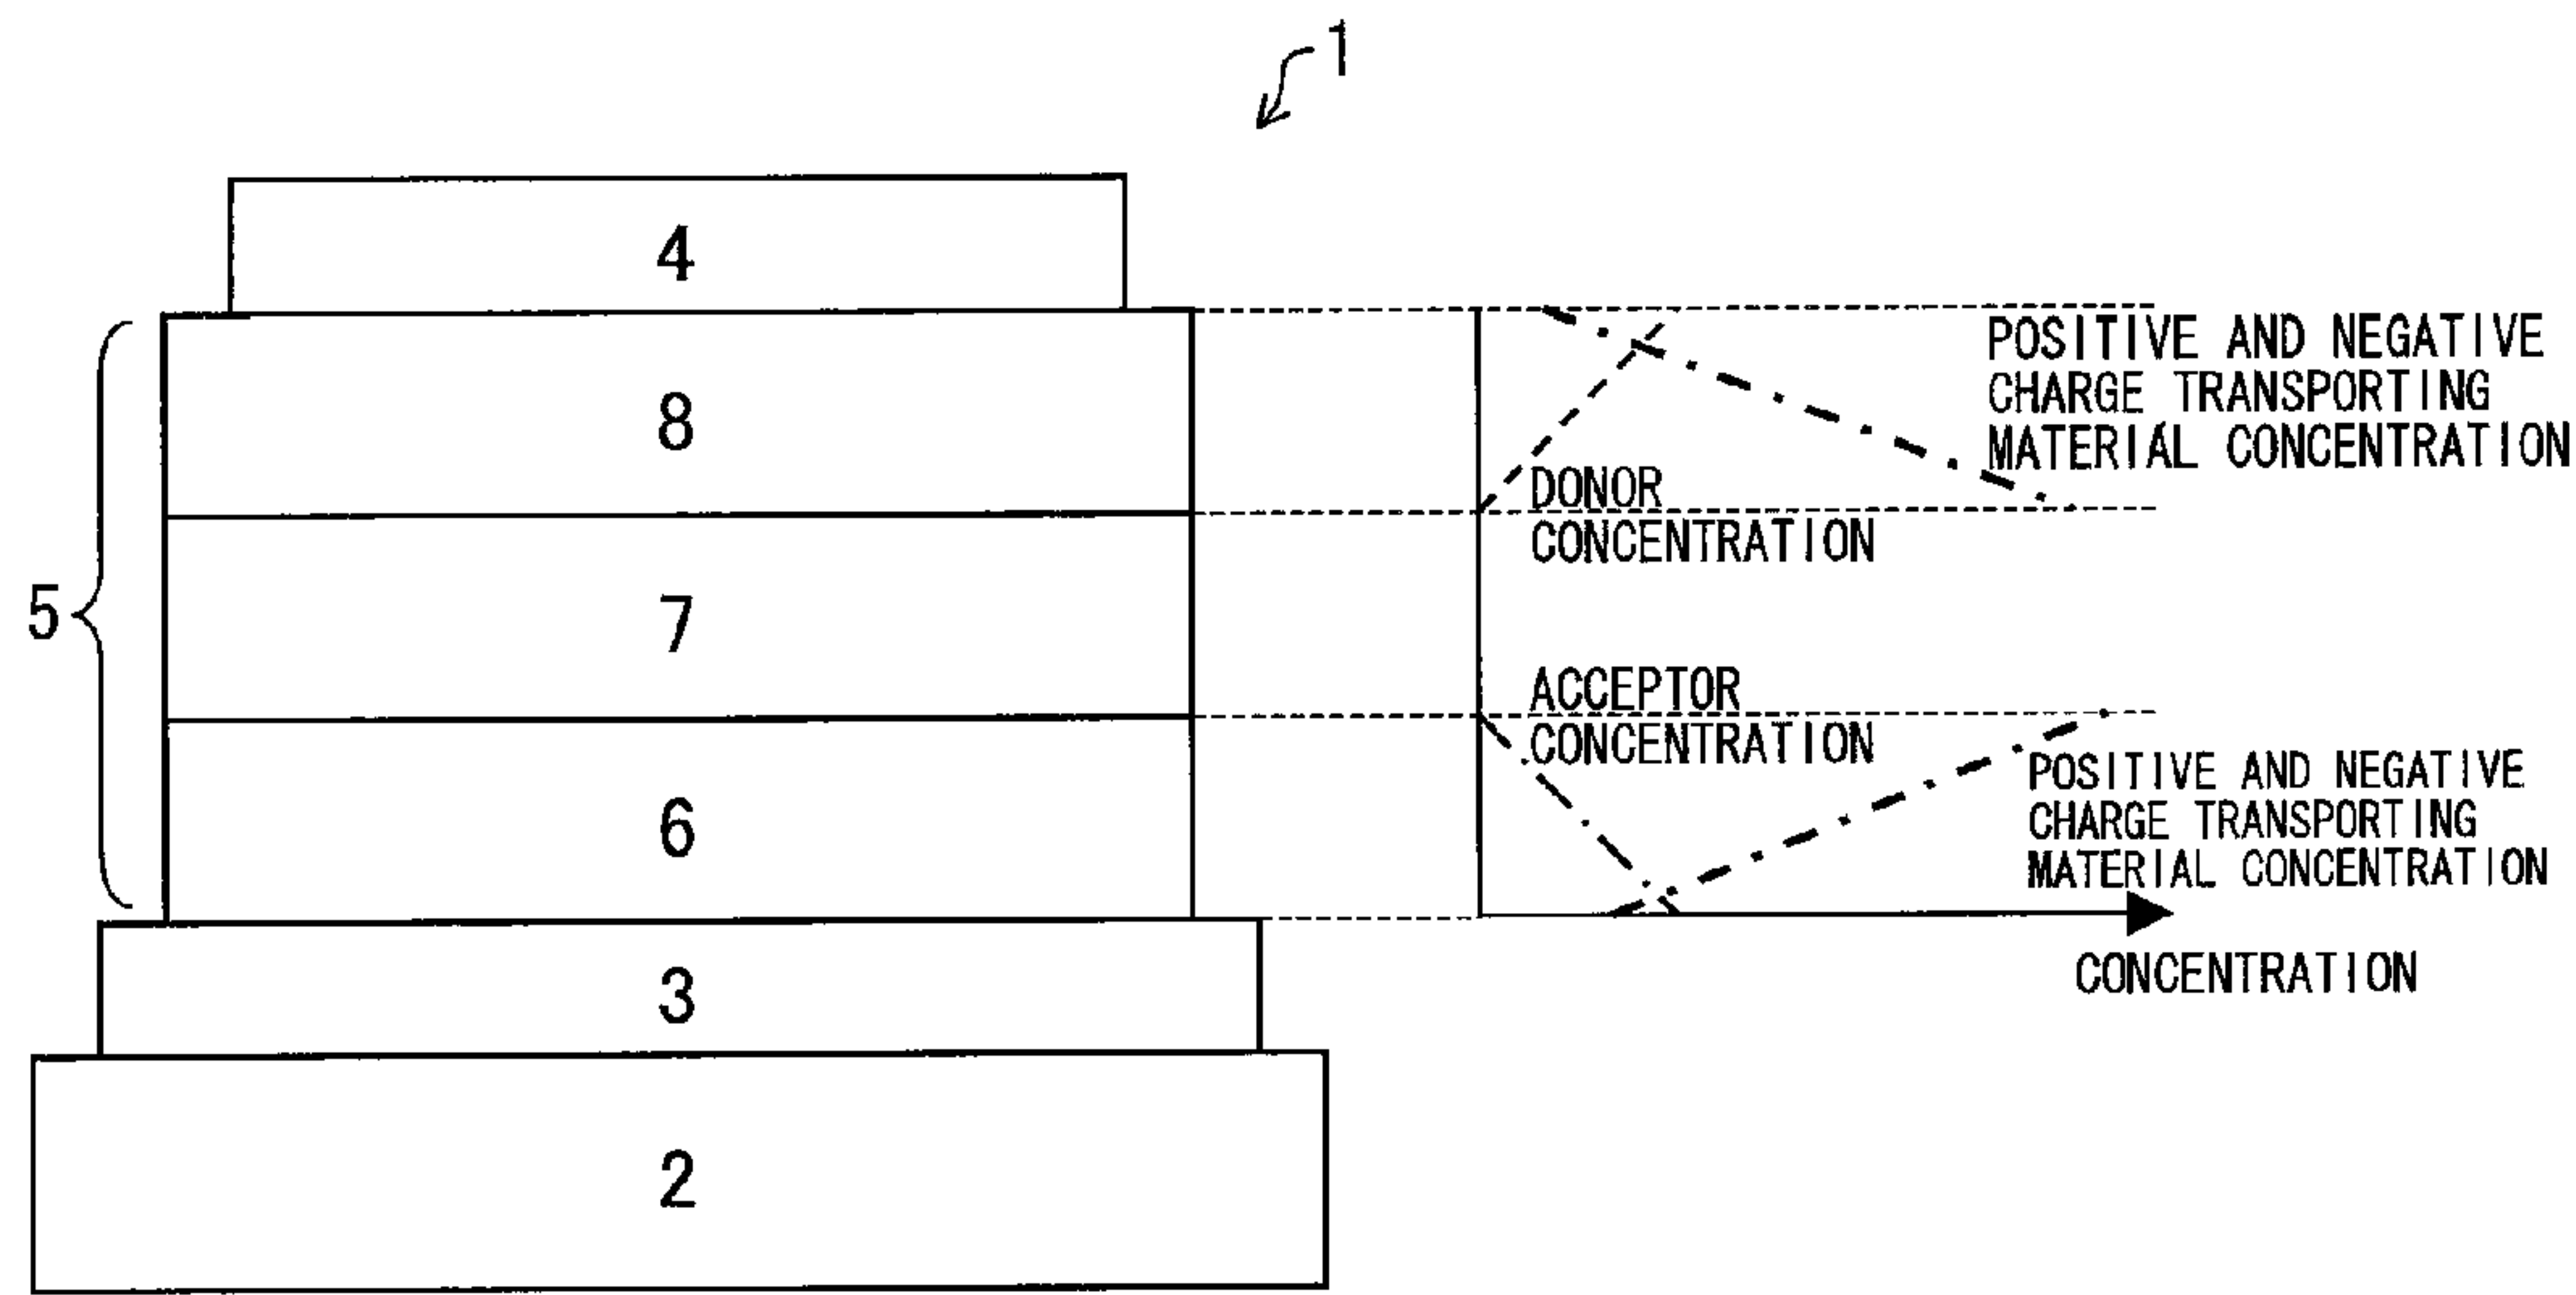 1
4
8
7
6
5
3
2
POSITIVE AND NEGATIVE
CHARGE TRANSPORTING
MATERIAL CONCENTRATION
DONOR
CONCENTRATION
ACCEPTOR
CONCENTRATION
POSITIVE AND NEGATIVE
CHARGE TRANSPORTING
MATERIAL CONCENTRATION
CONCENTRATION